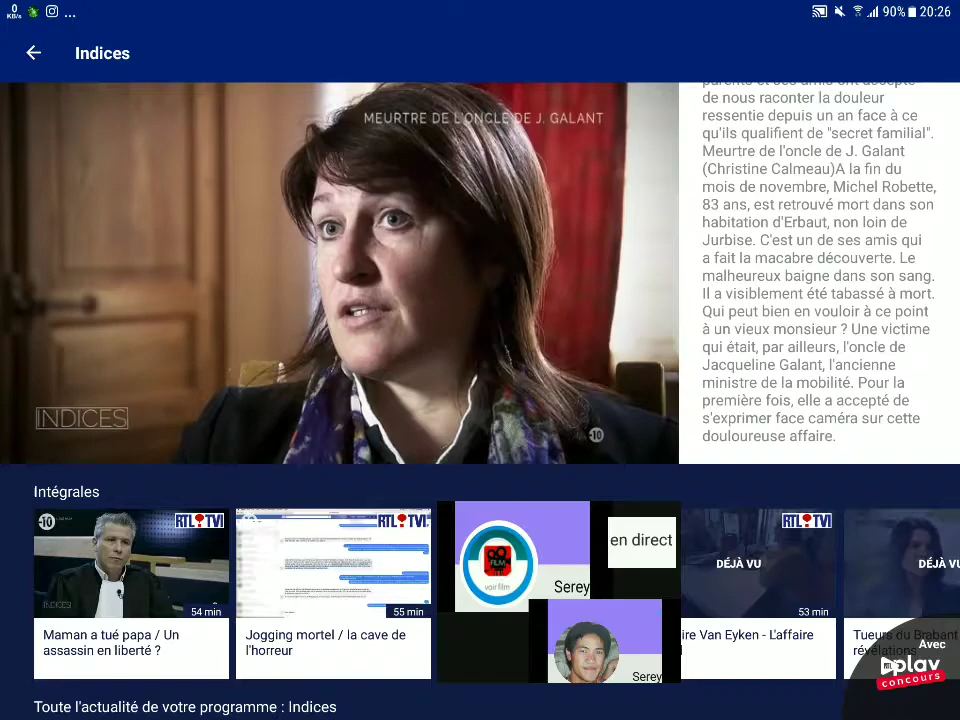 0
KB/s
...
90%
20:26
Indices
MEURTRE DE L'ONCLE DE J. GALANT
INDICES
-10
de nous raconter la douleur
ressentie depuis un an face à ce
qu'ils qualifient de "secret familial".
Meurtre de l'oncle de J. Galant
(Christine Calmeau)A la fin du
mois de novembre, Michel Robette,
83 ans, est retrouvé mort dans son
habitation d'Erbaut, non loin de
Jurbise. C'est un de ses amis qui
a fait la macabre découverte. Le
malheureux baigne dans son sang.
Il a visiblement été tabassé à mort.
Qui peut bien en vouloir à ce point
à un vieux monsieur ? Une victime
qui était, par ailleurs, l'oncle de
Jacqueline Galant, l'ancienne
ministre de la mobilité. Pour la
première fois, elle a accepté de
s'exprimer face caméra sur cette
douloureuse affaire.
Intégrales
-10
RTL TVI
INDICES
54 min
Maman a tué papa / Un
assassin en liberté ?
RTL TVI
55 min
Jogging mortel / la cave de
l'horreur
FILM
voir film
Serey
en direct
Serey
RTL TVI
DÉJÀ VU
53 min
ire Van Eyken - L'affaire
DÉJÀ VU
Tueurs du Brabant
révélations
Avec
RTL play
concours
Toute l'actualité de votre programme : Indices